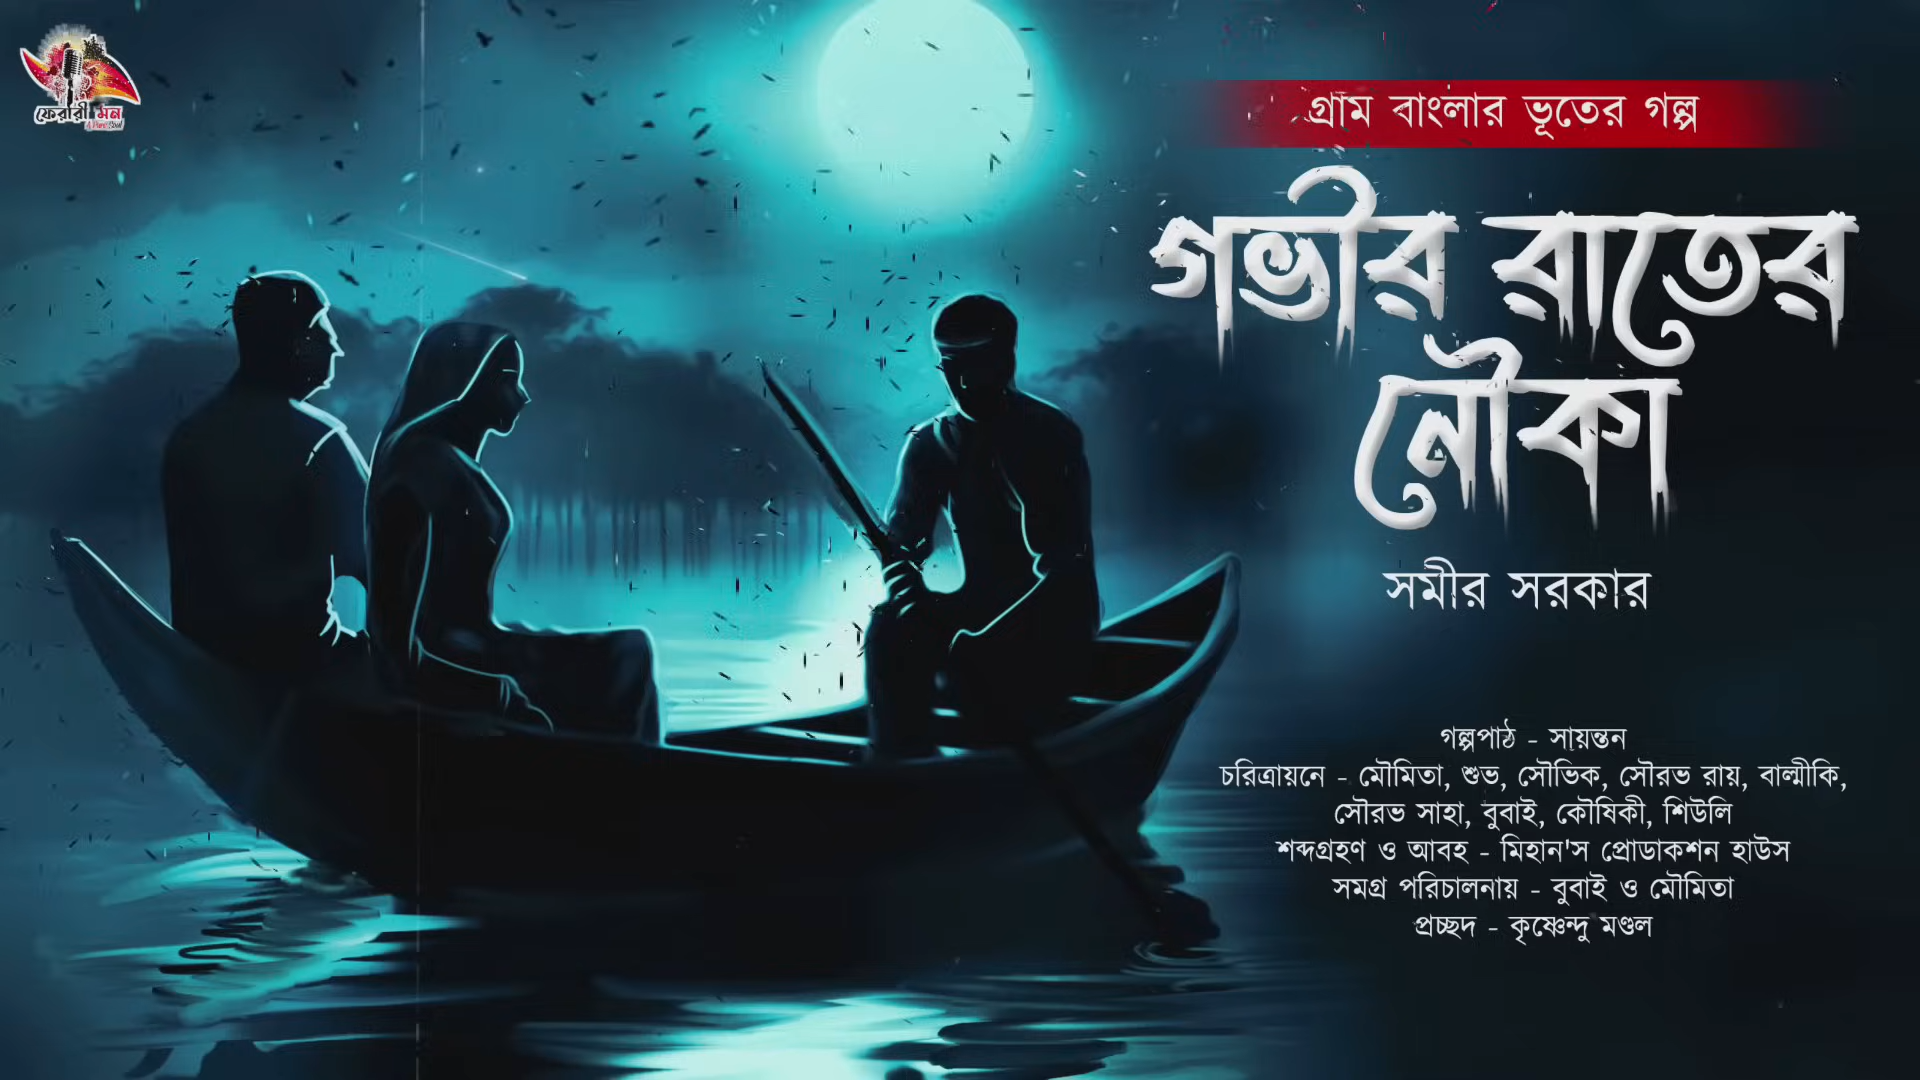 ফেরারী মন
গ্রাম বাংলার ভূতের গল্প
গভীর রাতের
নৌকা
সমীর সরকার
গল্পপাঠ - সায়ন্তন
চরিত্রায়নে - মৌমিতা, শুভ, সৌভিক, সৌরভ রায়, বাল্মীকি,
সৌরভ সাহা, বুবাই, কৌষিকী, শিউলি
শব্দগ্রহণ ও আবহ - মিহান'স প্রোডাকশন হাউস
সমগ্র পরিচালনায় - বুবাই ও মৌমিতা
প্রচ্ছদ - কৃষ্ণেন্দু মণ্ডল